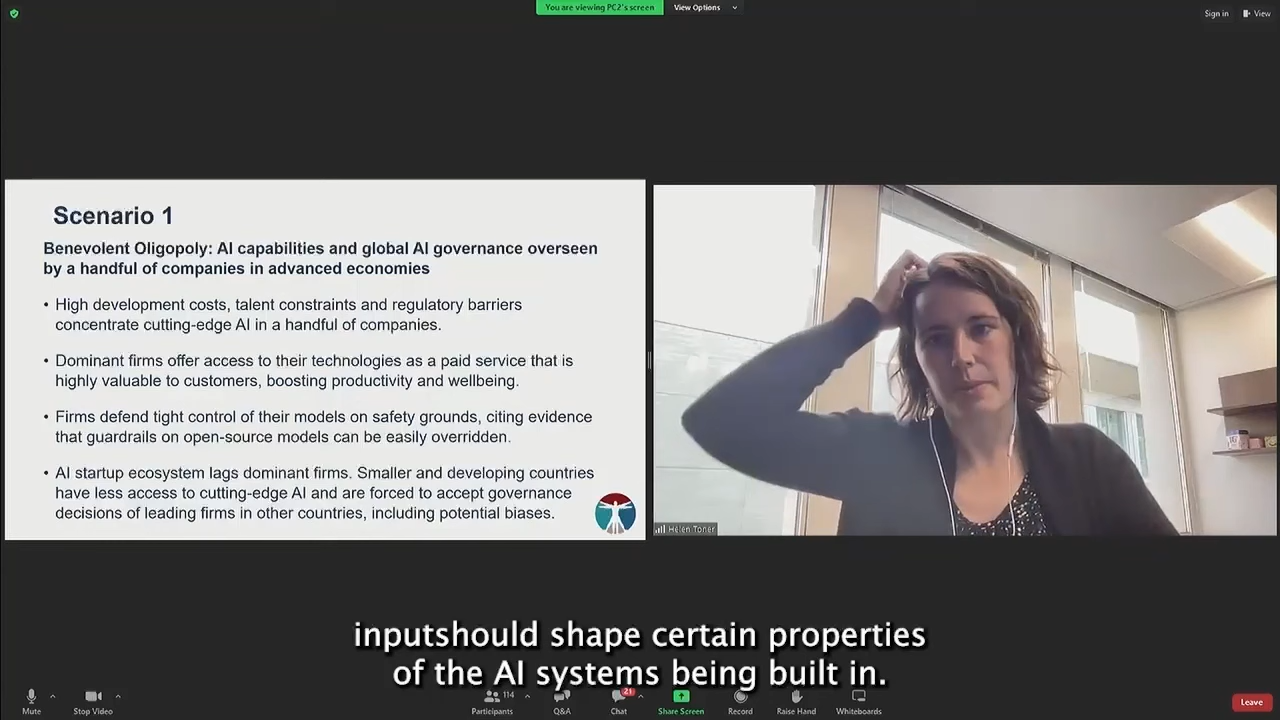 You are viewing PC2's screen
View Options
Sign in
View
Scenario 1
Benevolent Oligopoly: AI capabilities and global AI governance overseen
by a handful of companies in advanced economies
• High development costs, talent constraints and regulatory barriers
concentrate cutting-edge AI in a handful of companies.
• Dominant firms offer access to their technologies as a paid service that is
highly valuable to customers, boosting productivity and wellbeing.
• Firms defend tight control of their models on safety grounds, citing evidence
that guardrails on open-source models can be easily overridden.
• AI startup ecosystem lags dominant firms. Smaller and developing countries
have less access to cutting-edge AI and are forced to accept governance
decisions of leading firms in other countries, including potential biases.
Helen Toner
inputshould shape certain properties
of the AI systems being built in.
114
21
Mute
Stop Video
Participants
Q&A
Chat
Share Screen
Record
Raise Hand
Whiteboards
Leave